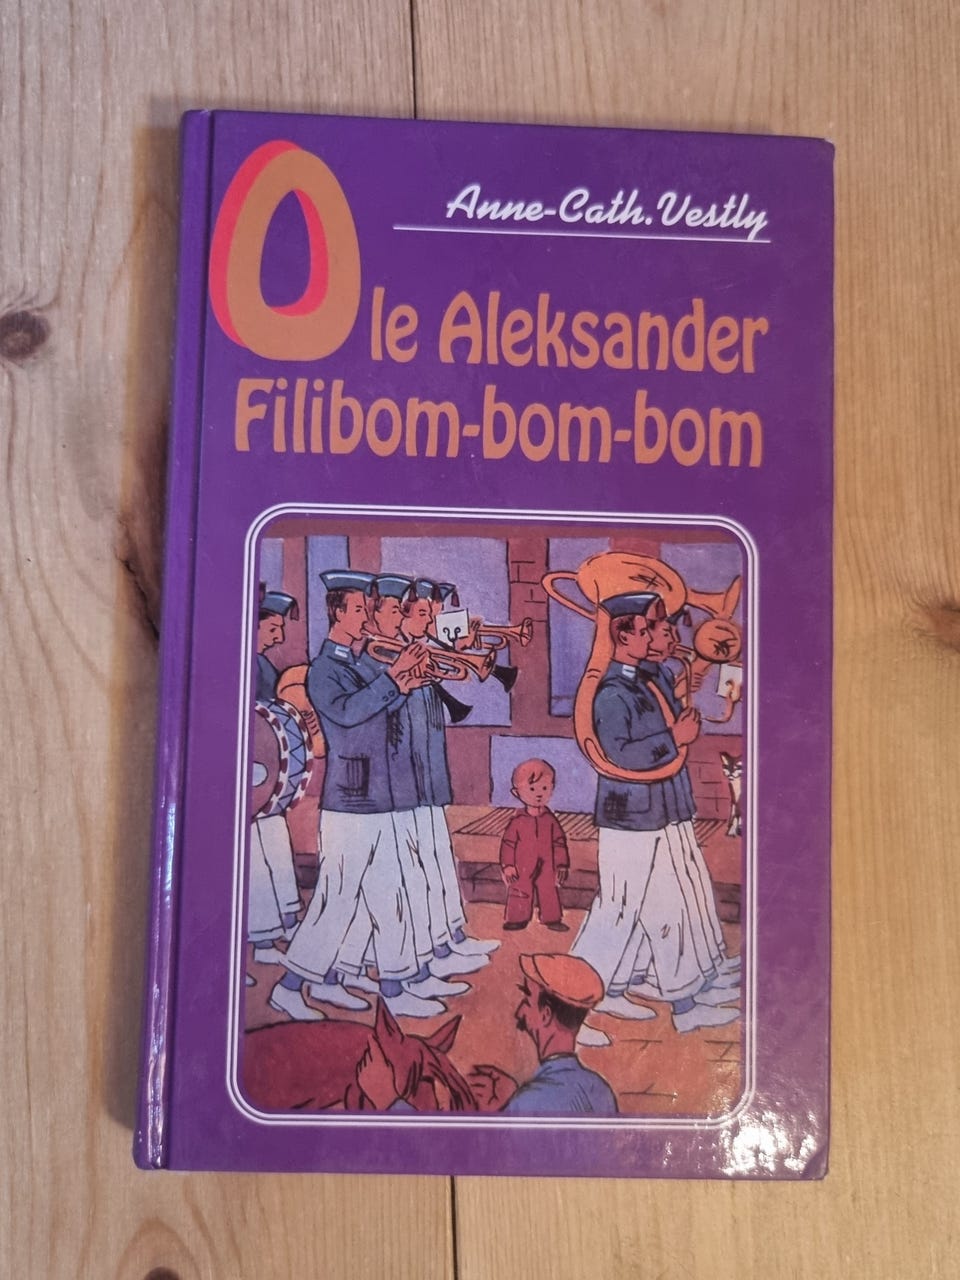 Anne-Cath. Vestly
Ole Aleksander
Filibom-bom-bom